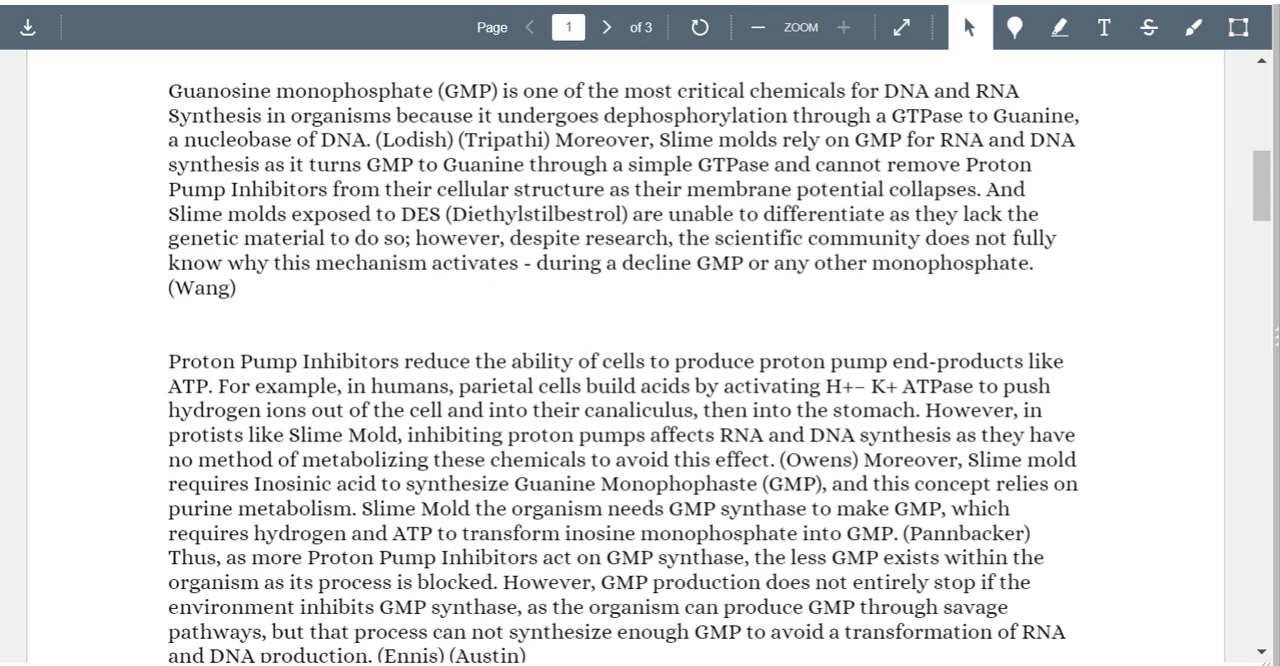 Page 1 of 3 ZOOM T S
Guanosine monophosphate (GMP) is one of the most critical chemicals for DNA and RNA
Synthesis in organisms because it undergoes dephosphorylation through a GTPase to Guanine,
a nucleobase of DNA. (Lodish) (Tripathi) Moreover, Slime molds rely on GMP for RNA and DNA
synthesis as it turns GMP to Guanine through a simple GTPase and cannot remove Proton
Pump Inhibitors from their cellular structure as their membrane potential collapses. And
Slime molds exposed to DES (Diethylstilbestrol) are unable to differentiate as they lack the
genetic material to do so; however, despite research, the scientific community does not fully
know why this mechanism activates - during a decline GMP or any other monophosphate.
(Wang)
Proton Pump Inhibitors reduce the ability of cells to produce proton pump end-products like
ATP. For example, in humans, parietal cells build acids by activating H+– K+ ATPase to push
hydrogen ions out of the cell and into their canaliculus, then into the stomach. However, in
protists like Slime Mold, inhibiting proton pumps affects RNA and DNA synthesis as they have
no method of metabolizing these chemicals to avoid this effect. (Owens) Moreover, Slime mold
requires Inosinic acid to synthesize Guanine Monophophaste (GMP), and this concept relies on
purine metabolism. Slime Mold the organism needs GMP synthase to make GMP, which
requires hydrogen and ATP to transform inosine monophosphate into GMP. (Pannbacker)
Thus, as more Proton Pump Inhibitors act on GMP synthase, the less GMP exists within the
organism as its process is blocked. However, GMP production does not entirely stop if the
environment inhibits GMP synthase, as the organism can produce GMP through savage
pathways, but that process can not synthesize enough GMP to avoid a transformation of RNA
and DNA production. (Ennis) (Austin)